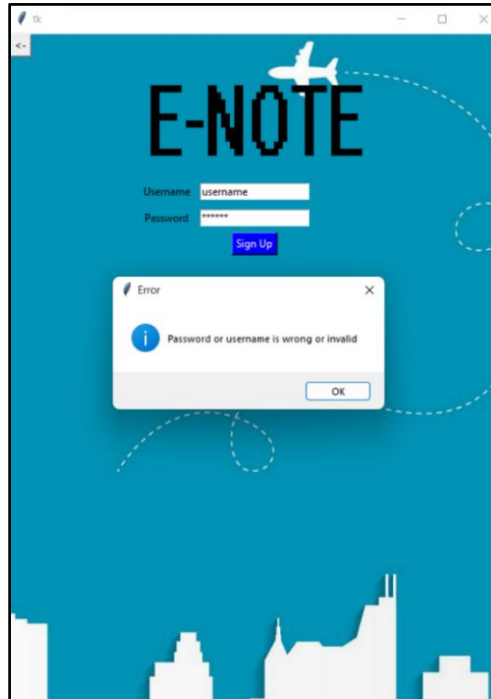 tk
<-
E-NOTE
Username username
Password ******
Sign Up
Error
Password or username is wrong or invalid
OK